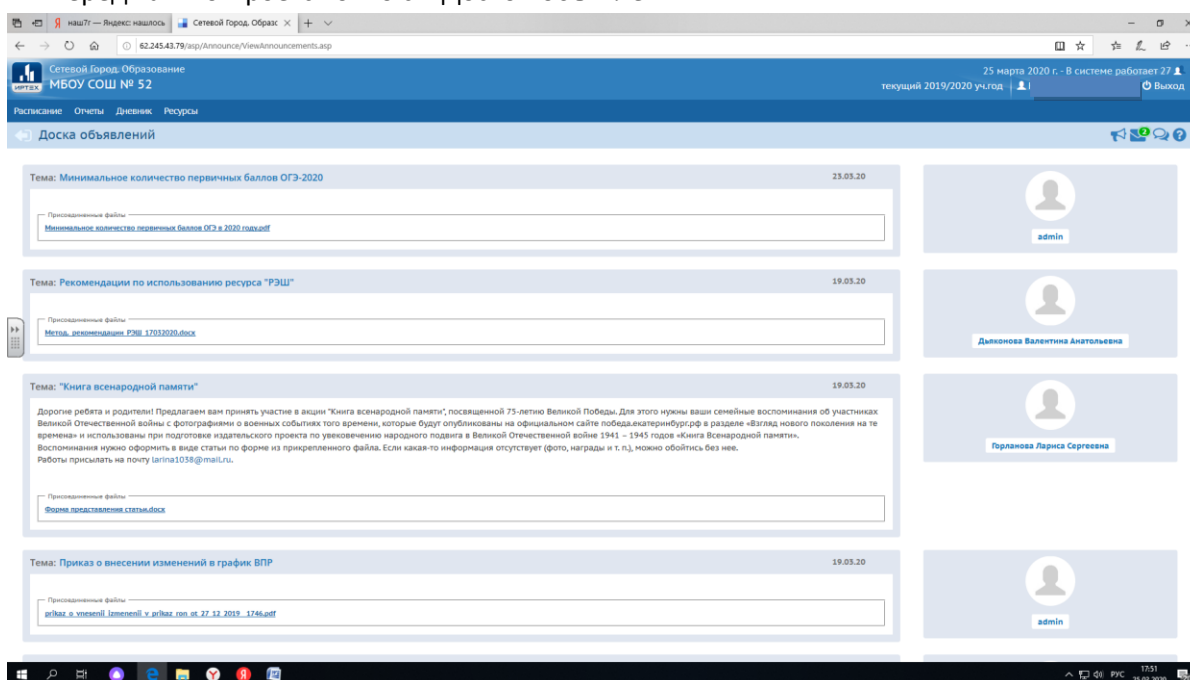 наш7г — Яндекс: нашлось
Сетевой Город. Образс
62.245.43.79/asp/Announce/ViewAnnouncements.asp
ИРТЕХ
Сетевой Город. Образование
МБОУ СОШ № 52
25 марта 2020 г. - В системе работает 27
текущий 2019/2020 уч.год
Выход
Расписание Отчеты Дневник Ресурсы
Доска объявлений
2
Тема: Минимальное количество первичных баллов ОГЭ-2020 23.03.20
Присоединенные файлы
Минимальное количество первичных баллов ОГЭ в 2020 году.pdf
admin
Тема: Рекомендации по использованию ресурса "РЭШ" 19.03.20
Присоединенные файлы
Метод. рекомендации РЭШ 17032020.docx
Дьяконова Валентина Анатольевна
Тема: "Книга всенародной памяти" 19.03.20
Дорогие ребята и родители! Предлагаем вам принять участие в акции "Книга всенародной памяти", посвященной 75-летию Великой Победы. Для этого нужны ваши семейные воспоминания об участниках
Великой Отечественной войны с фотографиями о военных событиях того времени, которые будут опубликованы на официальном сайте победа.екатеринбург.рф в разделе «Взгляд нового поколения на те
времена» и использованы при подготовке издательского проекта по увековечению народного подвига в Великой Отечественной войне 1941 – 1945 годов «Книга Всенародной памяти».
Воспоминания нужно оформить в виде статьи по форме из прикрепленного файла. Если какая-то информация отсутствует (фото, награды и т. п.), можно обойтись без нее.
Работы присылать на почту larina1038@mail.ru.
Присоединенные файлы
Форма представления статьи.docx
Горланова Лариса Сергеевна
Тема: Приказ о внесении изменений в график ВПР 19.03.20
Присоединенные файлы
prikaz_o_vnesenii_izmenenii_v_prikaz_ron_ot_27_12_2019__1746.pdf
admin
РУС
17:51
25.03.2020